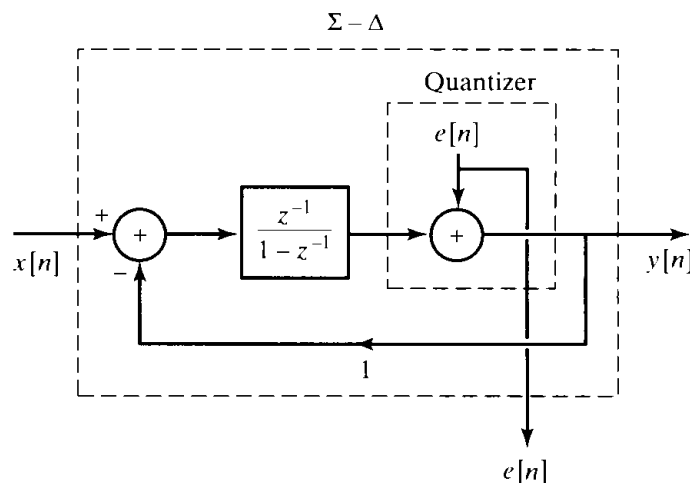 Σ – Δ
Quantizer
e[n]
+
+
z⁻¹
1 – z⁻¹
+
x[n]
–
y[n]
1
e[n]